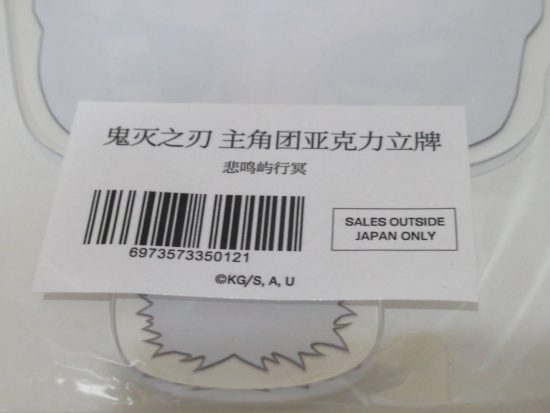 鬼灭之刃 主角团亚克力立牌
悲鸣屿行冥
6973573350121
SALES OUTSIDE
JAPAN ONLY
©KG/S, A, U